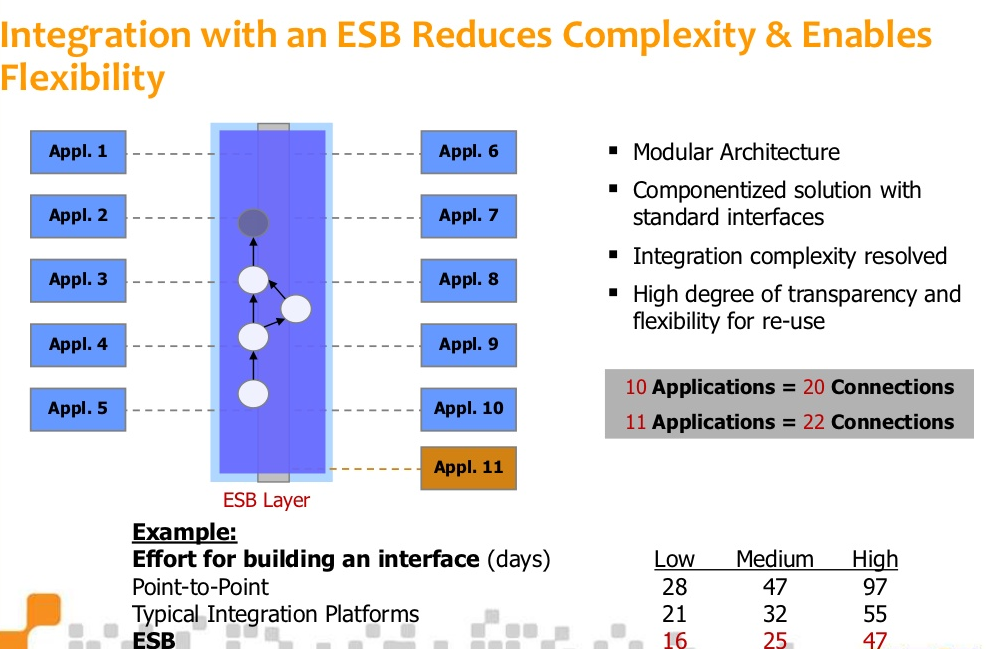 Integration with an ESB Reduces Complexity & Enables
Flexibility
Appl. 1
Appl. 2
Appl. 3
Appl. 4
Appl. 5
Appl. 6
Appl. 7
Appl. 8
Appl. 9
Appl. 10
Appl. 11
ESB Layer
▪ Modular Architecture
▪ Componentized solution with
standard interfaces
▪ Integration complexity resolved
▪ High degree of transparency and
flexibility for re-use
10 Applications = 20 Connections
11 Applications = 22 Connections
Example:
Effort for building an interface (days) Low Medium High
Point-to-Point 28 47 97
Typical Integration Platforms 21 32 55
ESB 16 25 47